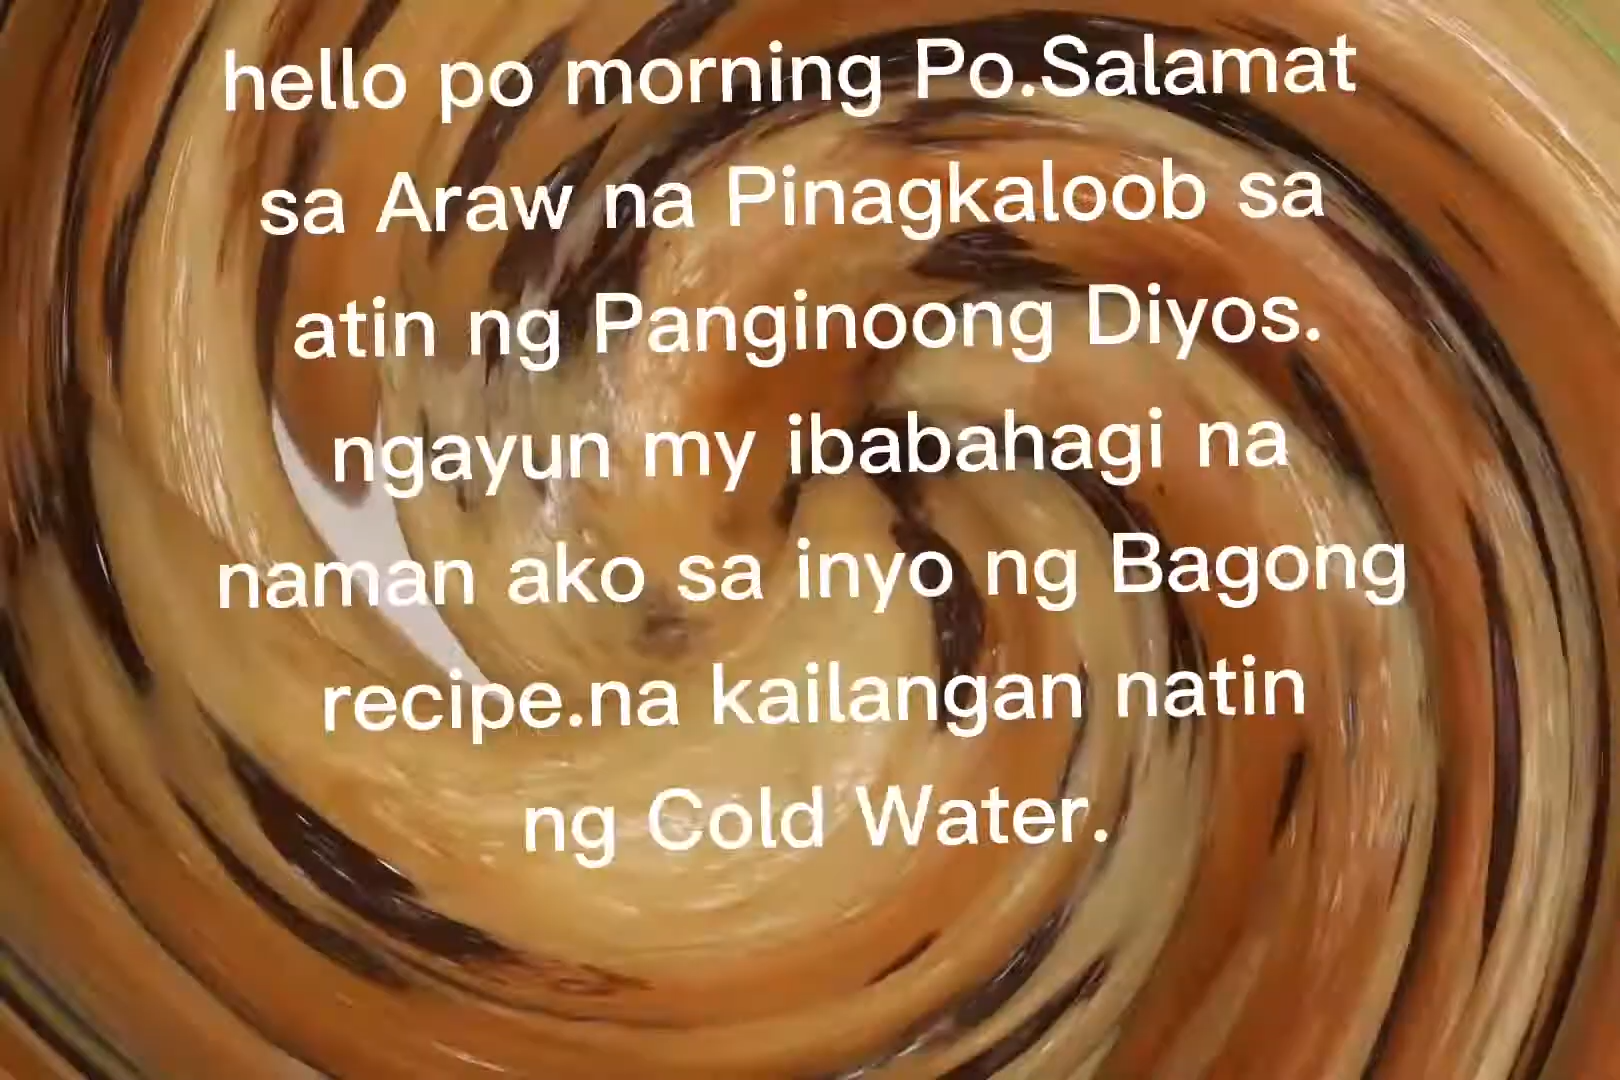 hello po morning Po.Salamat
sa Araw na Pinagkaloob sa
atin ng Panginoong Diyos.
ngayun my ibabahagi na
naman ako sa inyo ng Bagong
recipe.na kailangan natin
ng Cold Water.